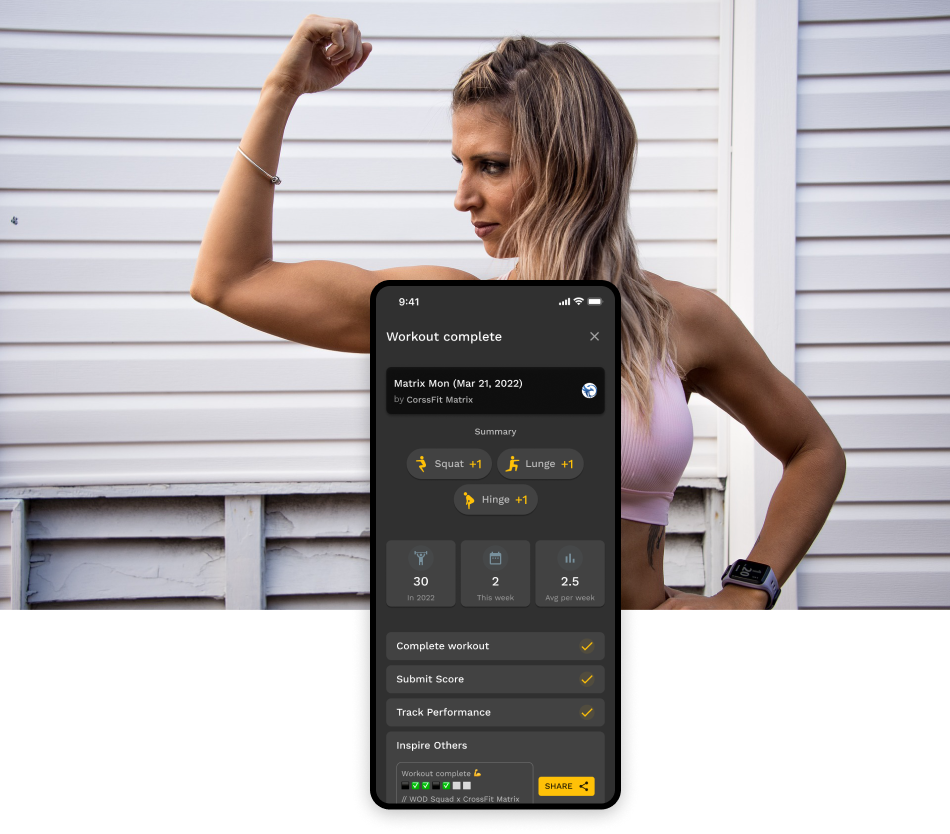 9:41
Workout complete
Matrix Mon (Mar 21, 2022)
by CorssFit Matrix
Summary
Squat +1
Lunge +1
Hinge +1
30
2
2.5
In 2022
This week
Avg per week
Complete workout
Submit Score
Track Performance
Inspire Others
Workout complete 💪
⬛✅✅⬛✅⬜⬜
SHARE
// WOD Squad x CrossFit Matrix